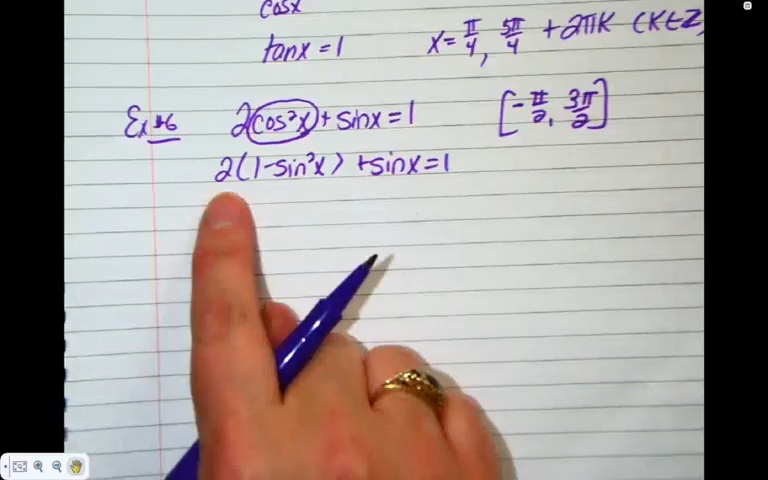 cosx
tanx = 1 x = π/4, 5π/4 + 2πK (K∈Z)
Ex #6 2cos²x + sinx = 1 [-π/2, 3π/2]
2(1-sin²x) + sinx = 1